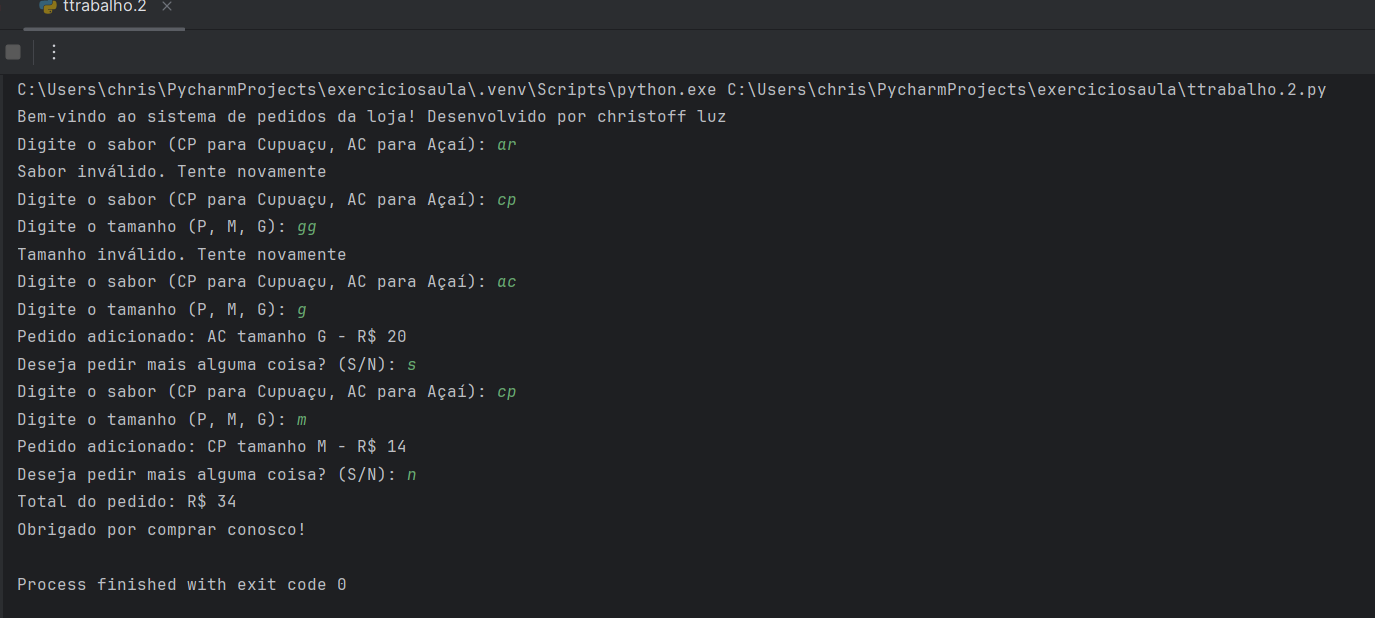 ttrabalho.2
C:\Users\chris\PycharmProjects\exerciciosaula\.venv\Scripts\python.exe C:\Users\chris\PycharmProjects\exerciciosaula\ttrabalho.2.py
Bem-vindo ao sistema de pedidos da loja! Desenvolvido por christoff luz
Digite o sabor (CP para Cupuaçu, AC para Açaí): ar
Sabor inválido. Tente novamente
Digite o sabor (CP para Cupuaçu, AC para Açaí): cp
Digite o tamanho (P, M, G): gg
Tamanho inválido. Tente novamente
Digite o sabor (CP para Cupuaçu, AC para Açaí): ac
Digite o tamanho (P, M, G): g
Pedido adicionado: AC tamanho G - R$ 20
Deseja pedir mais alguma coisa? (S/N): s
Digite o sabor (CP para Cupuaçu, AC para Açaí): cp
Digite o tamanho (P, M, G): m
Pedido adicionado: CP tamanho M - R$ 14
Deseja pedir mais alguma coisa? (S/N): n
Total do pedido: R$ 34
Obrigado por comprar conosco!
Process finished with exit code 0